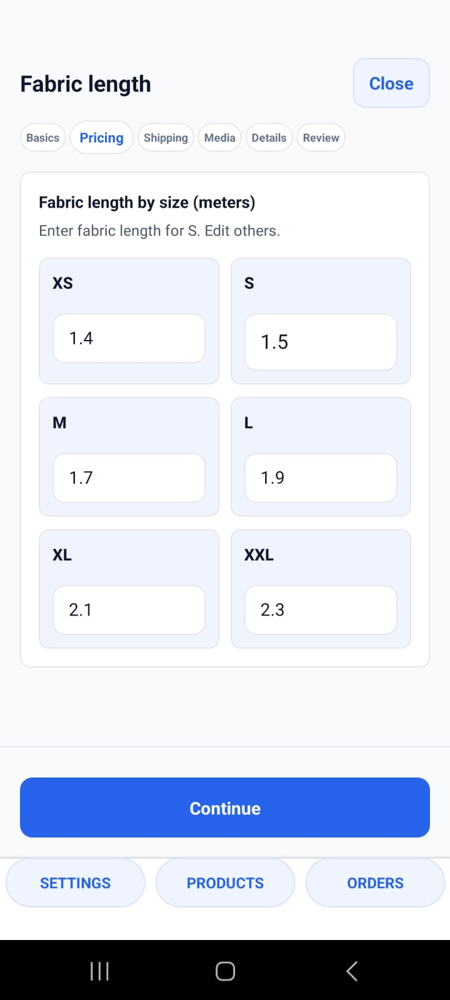 Fabric length
Close
Basics
Pricing
Shipping
Media
Details
Review
Fabric length by size (meters)
Enter fabric length for S. Edit others.
XS
S
1.4
1.5
M
L
1.7
1.9
XL
XXL
2.1
2.3
Continue
SETTINGS
PRODUCTS
ORDERS